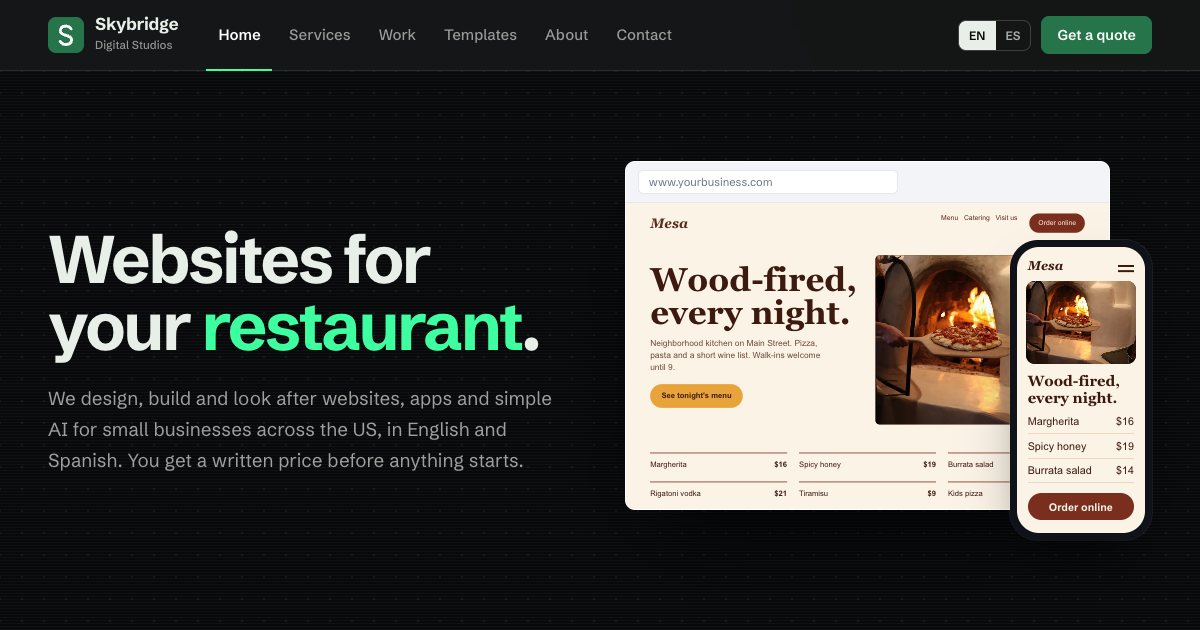 S
Skybridge
Digital Studios
Home
Services
Work
Templates
About
Contact
EN
ES
Get a quote
Websites for
your restaurant.
We design, build and look after websites, apps and simple
AI for small businesses across the US, in English and
Spanish. You get a written price before anything starts.
www.yourbusiness.com
Mesa
Menu
Catering
Visit us
Order online
Wood-fired,
every night.
Neighborhood kitchen on Main Street. Pizza,
pasta and a short wine list. Walk-ins welcome
until 9.
See tonight's menu
Margherita $16
Spicy honey $19
Burrata salad
Rigatoni vodka $21
Tiramisu $9
Kids pizza
Mesa
Wood-fired,
every night.
Margherita $16
Spicy honey $19
Burrata salad $14
Order online